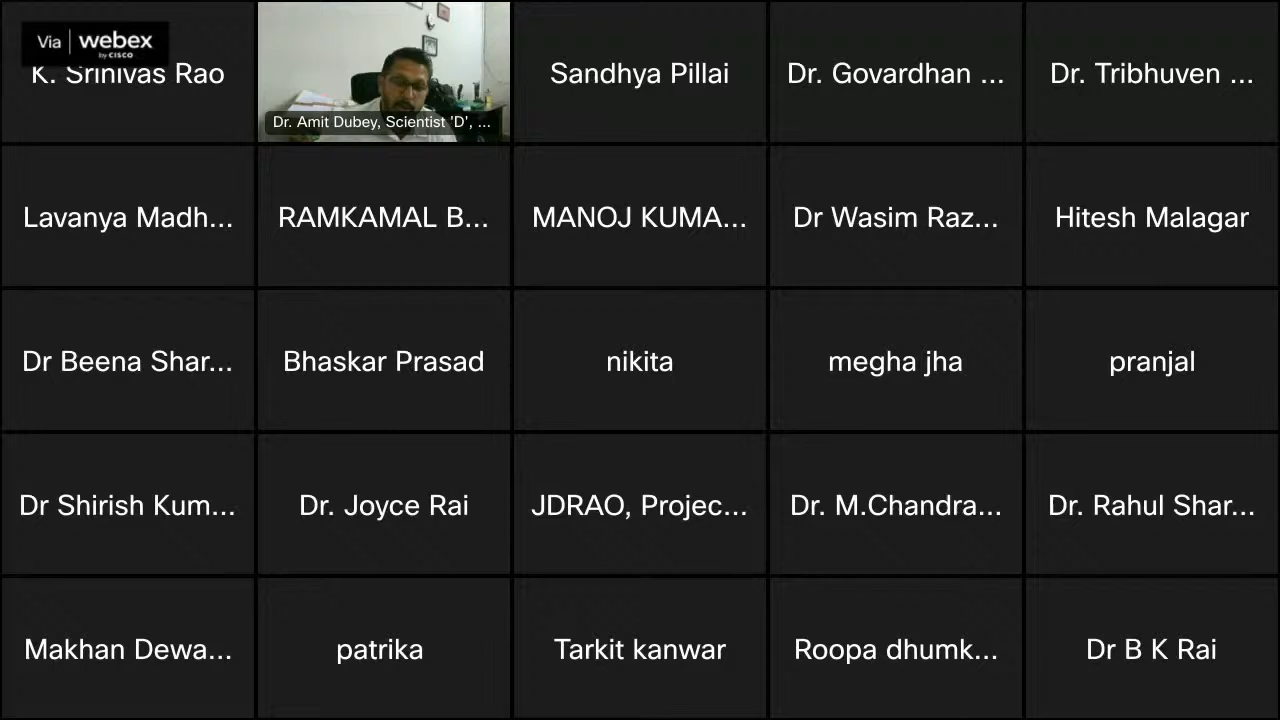 Via webex
by CISCO
K. Srinivas Rao
Dr. Amit Dubey, Scientist 'D', ...
Sandhya Pillai
Dr. Govardhan ...
Dr. Tribhuven ...
Lavanya Madh...
RAMKAMAL B...
MANOJ KUMA...
Dr Wasim Raz...
Hitesh Malagar
Dr Beena Shar...
Bhaskar Prasad
nikita
megha jha
pranjal
Dr Shirish Kum...
Dr. Joyce Rai
JDRAO, Projec...
Dr. M.Chandra...
Dr. Rahul Shar...
Makhan Dewa...
patrika
Tarkit kanwar
Roopa dhumk...
Dr B K Rai